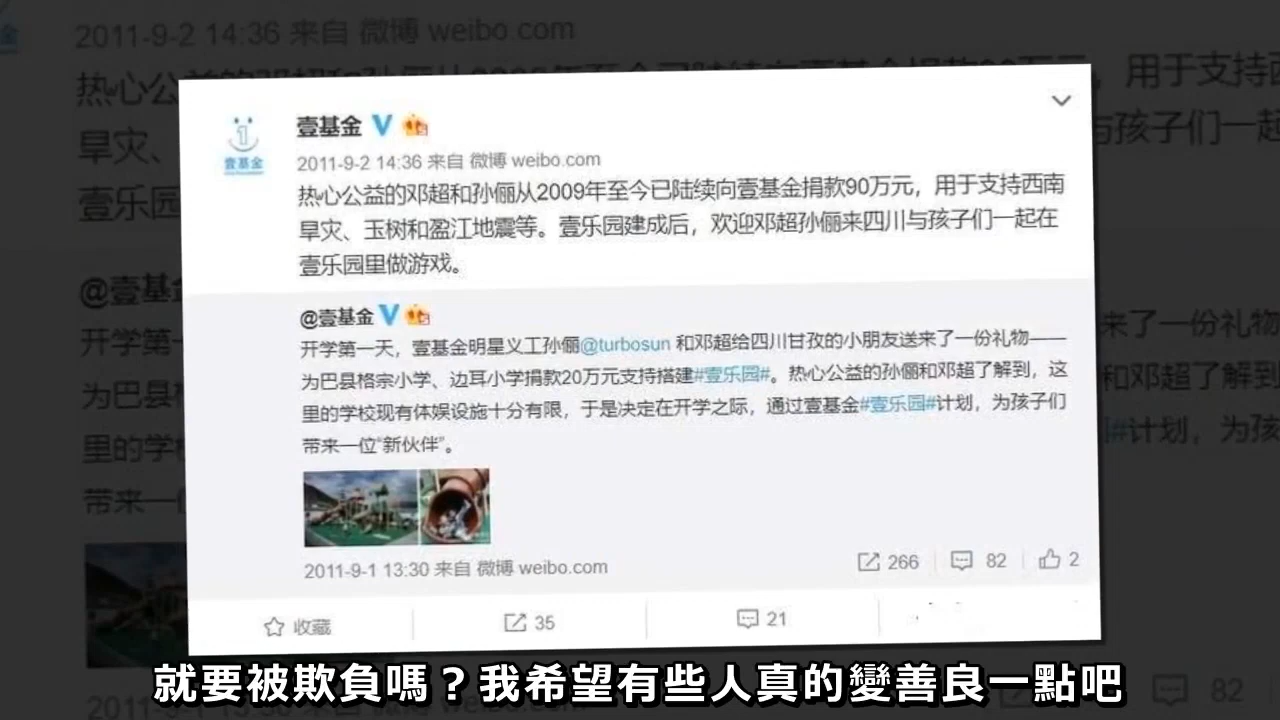 2011-9-2 14:36 来自 微博 weibo.com
壹基金
壹基金
2011-9-2 14:36 来自 微博 weibo.com
热心公益的邓超和孙俪从2009年至今已陆续向壹基金捐款90万元，用于支持西南
旱灾、玉树和盈江地震等。壹乐园建成后，欢迎邓超孙俪来四川与孩子们一起在
壹乐园里做游戏。
@壹基金
开学第一天，壹基金明星义工孙俪@turbosun 和邓超给四川甘孜的小朋友送来了一份礼物——
为巴县格宗小学、边耳小学捐款20万元支持搭建#壹乐园#。热心公益的孙俪和邓超了解到，这
里的学校现有体娱设施十分有限，于是决定在开学之际，通过壹基金#壹乐园#计划，为孩子们
带来一位“新伙伴”。
2011-9-1 13:30 来自 微博 weibo.com
266
82
2
收藏
35
21
就要被欺負嗎？我希望有些人真的變善良一點吧
82